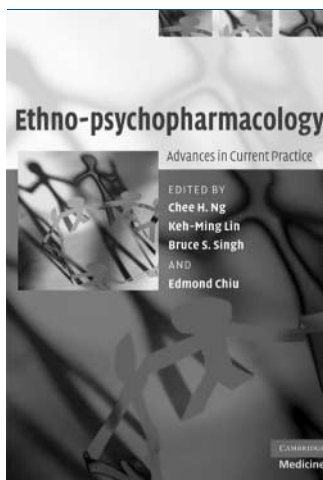 Ethno-psychopharmacology
Advances in Current Practice
EDITED BY
Chee H. Ng
Keh-Ming Lin
Bruce S. Singh
AND
Edmond Chiu
CAMBRIDGE
Medicine